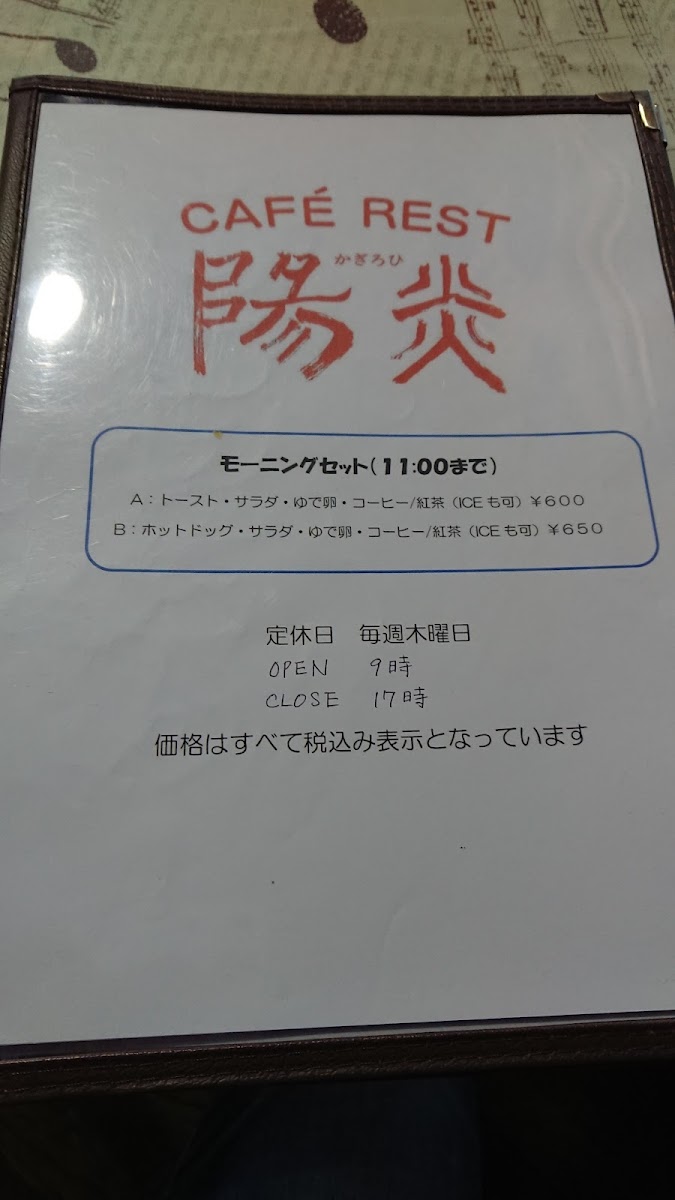 CAFÉ REST
かぎろひ
陽炎
モーニングセット(11:00まで)
A：トースト・サラダ・ゆで卵・コーヒー/紅茶（ICEも可）￥600
B：ホットドッグ・サラダ・ゆで卵・コーヒー/紅茶（ICEも可）￥650
定休日　毎週木曜日
OPEN　9時
CLOSE　17時
価格はすべて税込み表示となっています